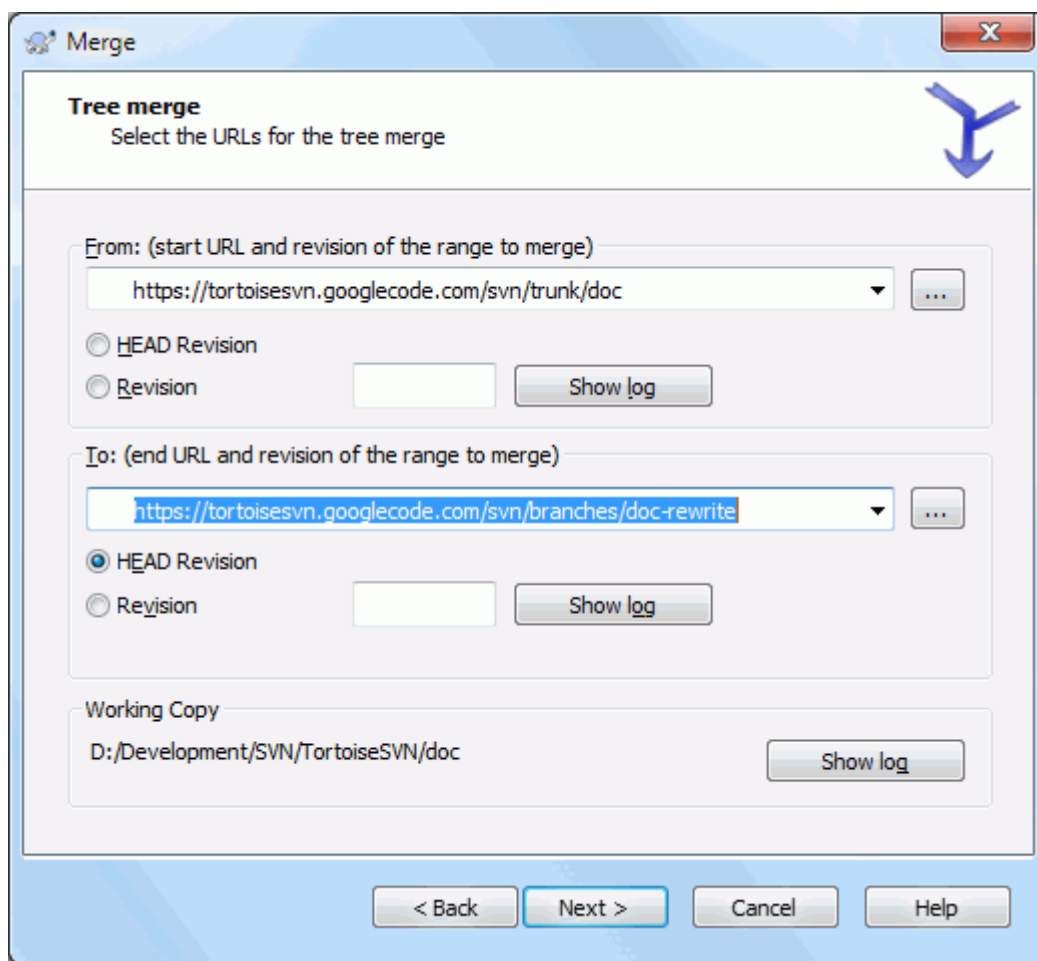 Merge
Tree merge
Select the URLs for the tree merge
From: (start URL and revision of the range to merge)
https://tortoisesvn.googlecode.com/svn/trunk/doc
...
HEAD Revision
Revision
Show log
To: (end URL and revision of the range to merge)
https://tortoisesvn.googlecode.com/svn/branches/doc-rewrite
...
HEAD Revision
Revision
Show log
Working Copy
D:/Development/SVN/TortoiseSVN/doc
Show log
< Back
Next >
Cancel
Help